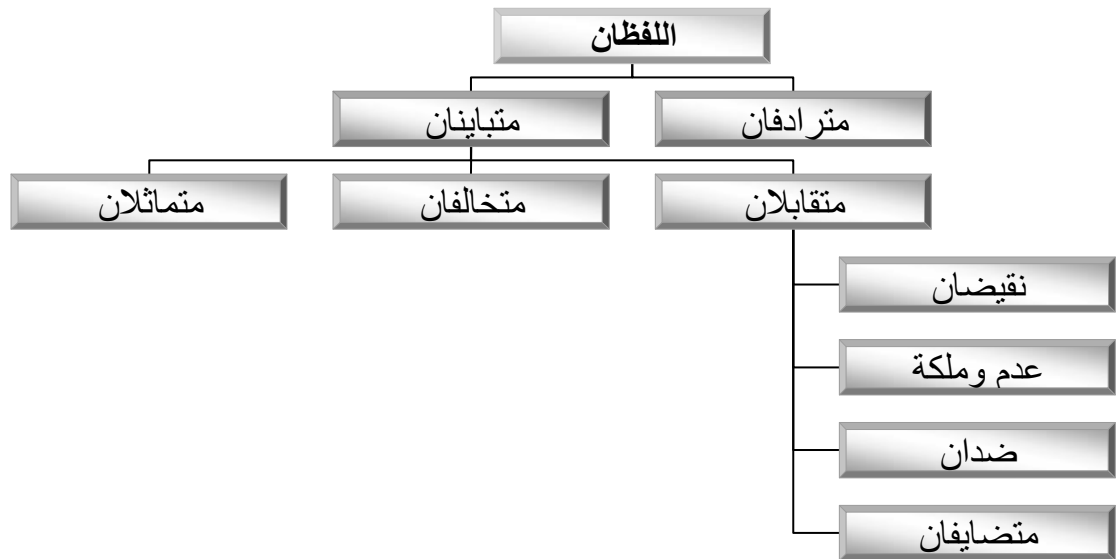 اللفظان
مترادفان
متباينان
متقابلان
متخالفان
متماثلان
نقيضان
عدم وملكة
ضدان
متضايفان